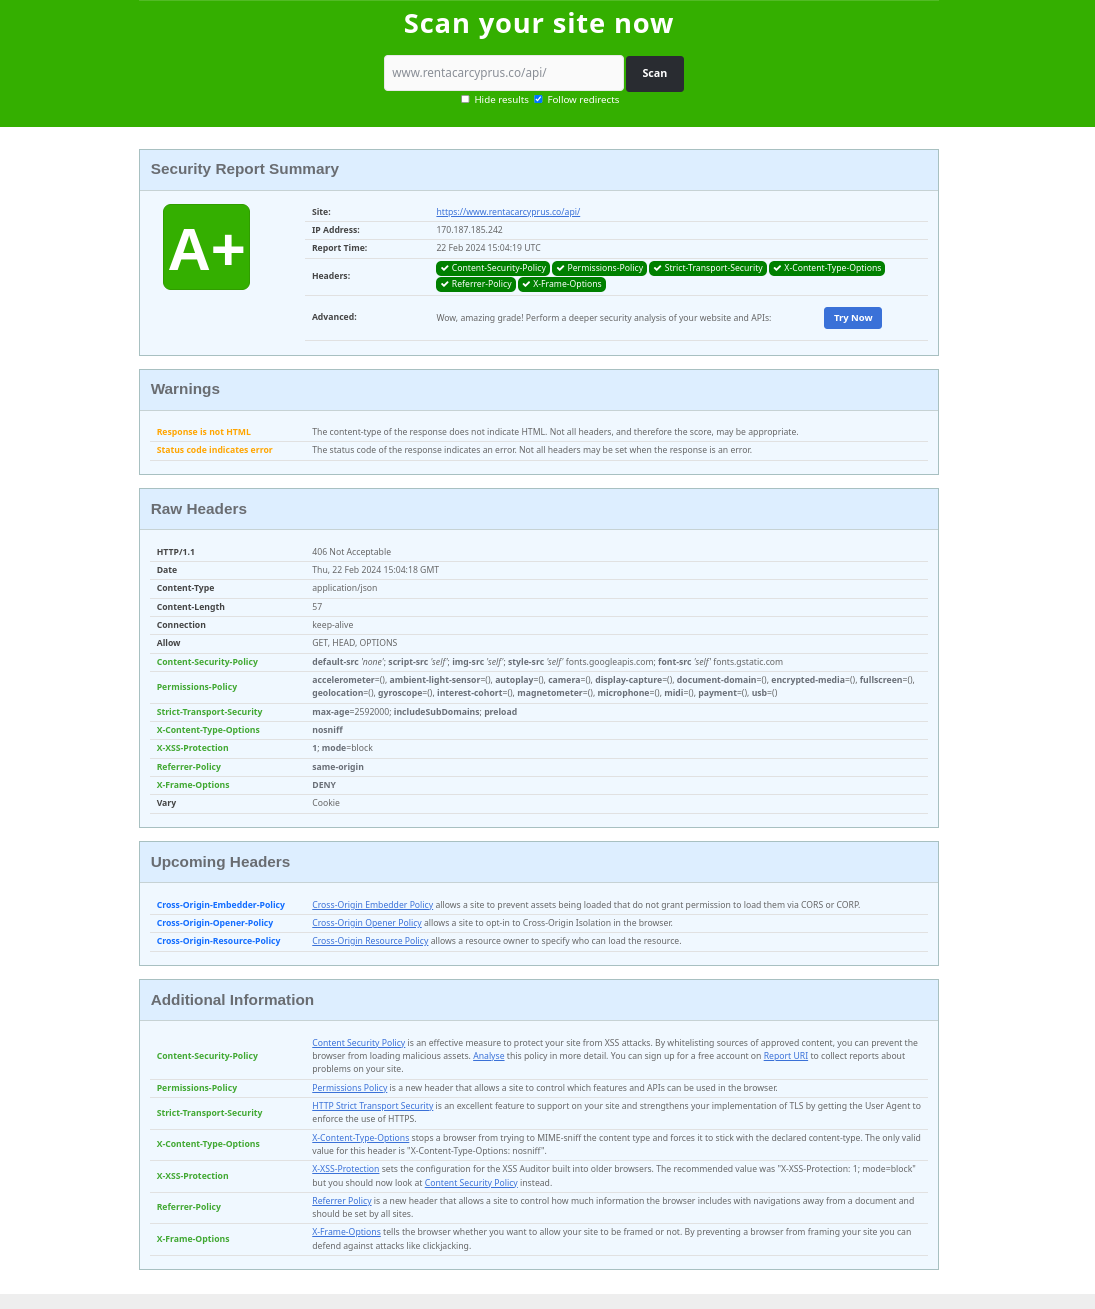 Scan your site now
www.rentacarcyprus.co/api/
Scan
Hide results Follow redirects
Security Report Summary
A+
Site: https://www.rentacarcyprus.co/api/
IP Address: 170.187.185.242
Report Time: 22 Feb 2024 15:04:19 UTC
Headers: Content-Security-Policy Permissions-Policy Strict-Transport-Security X-Content-Type-Options
Referrer-Policy X-Frame-Options
Advanced: Wow, amazing grade! Perform a deeper security analysis of your website and APIs: Try Now
Warnings
Response is not HTML The content-type of the response does not indicate HTML. Not all headers, and therefore the score, may be appropriate.
Status code indicates error The status code of the response indicates an error. Not all headers may be set when the response is an error.
Raw Headers
HTTP/1.1 406 Not Acceptable
Date Thu, 22 Feb 2024 15:04:18 GMT
Content-Type application/json
Content-Length 57
Connection keep-alive
Allow GET, HEAD, OPTIONS
Content-Security-Policy default-src 'none'; script-src 'self'; img-src 'self'; style-src 'self' fonts.googleapis.com; font-src 'self' fonts.gstatic.com
Permissions-Policy accelerometer=(), ambient-light-sensor=(), autoplay=(), camera=(), display-capture=(), document-domain=(), encrypted-media=(), fullscreen=(),
geolocation=(), gyroscope=(), interest-cohort=(), magnetometer=(), microphone=(), midi=(), payment=(), usb=()
Strict-Transport-Security max-age=2592000; includeSubDomains; preload
X-Content-Type-Options nosniff
X-XSS-Protection 1; mode=block
Referrer-Policy same-origin
X-Frame-Options DENY
Vary Cookie
Upcoming Headers
Cross-Origin-Embedder-Policy Cross-Origin Embedder Policy allows a site to prevent assets being loaded that do not grant permission to load them via CORS or CORP.
Cross-Origin-Opener-Policy Cross-Origin Opener Policy allows a site to opt-in to Cross-Origin Isolation in the browser.
Cross-Origin-Resource-Policy Cross-Origin Resource Policy allows a resource owner to specify who can load the resource.
Additional Information
Content-Security-Policy Content Security Policy is an effective measure to protect your site from XSS attacks. By whitelisting sources of approved content, you can prevent the
browser from loading malicious assets. Analyse this policy in more detail. You can sign up for a free account on Report URI to collect reports about
problems on your site.
Permissions-Policy Permissions Policy is a new header that allows a site to control which features and APIs can be used in the browser.
Strict-Transport-Security HTTP Strict Transport Security is an excellent feature to support on your site and strengthens your implementation of TLS by getting the User Agent to
enforce the use of HTTPS.
X-Content-Type-Options X-Content-Type-Options stops a browser from trying to MIME-sniff the content type and forces it to stick with the declared content-type. The only valid
value for this header is "X-Content-Type-Options: nosniff".
X-XSS-Protection X-XSS-Protection sets the configuration for the XSS Auditor built into older browsers. The recommended value was "X-XSS-Protection: 1; mode=block"
but you should now look at Content Security Policy instead.
Referrer-Policy Referrer Policy is a new header that allows a site to control how much information the browser includes with navigations away from a document and
should be set by all sites.
X-Frame-Options X-Frame-Options tells the browser whether you want to allow your site to be framed or not. By preventing a browser from framing your site you can
defend against attacks like clickjacking.